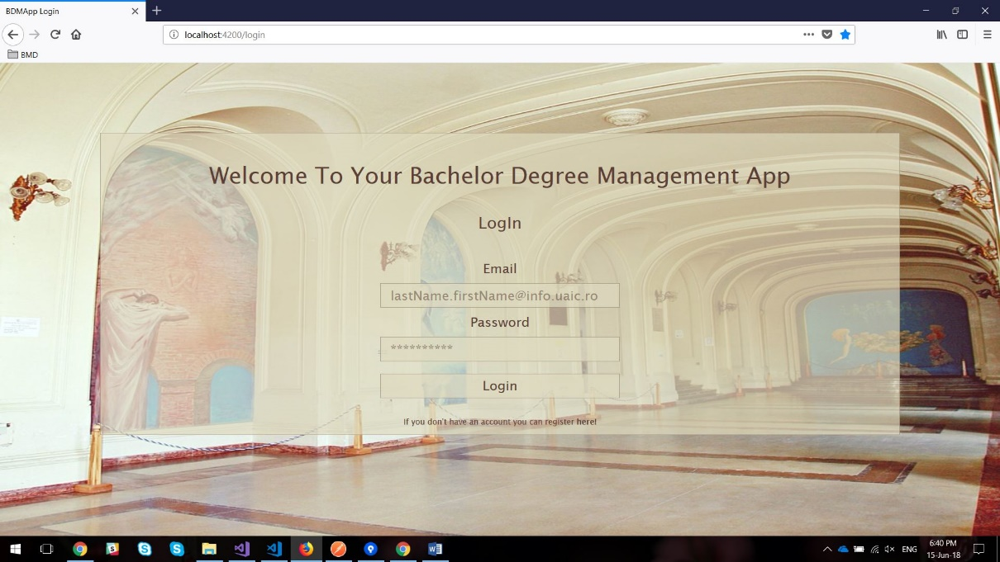 BDMApp Login
localhost:4200/login
BMD
Welcome To Your Bachelor Degree Management App
LogIn
Email
lastName.firstName@info.uaic.ro
Password
**********
Login
If you don't have an account you can register here!
ENG
6:40 PM
15-Jun-18